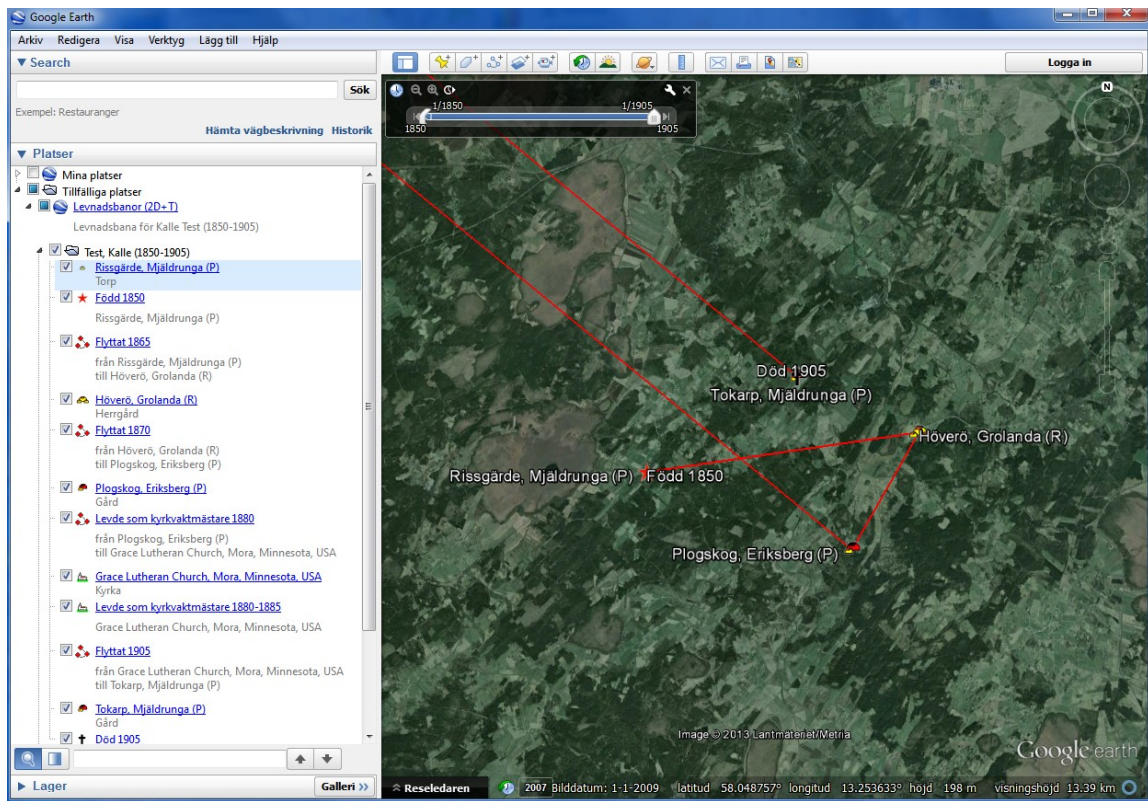 Google Earth
Arkiv Redigera Visa Verktyg Lägg till Hjälp
Search
Sök
Exempel: Restauranger
Hämta vägbeskrivning Historik
Platser
Mina platser
Tillfälliga platser
Levnadsbanor (2D+T)
Levnadsbana för Kalle Test (1850-1905)
Test, Kalle (1850-1905)
Rissgärde, Mjäldrunga (P)
Torp
Född 1850
Rissgärde, Mjäldrunga (P)
Flyttat 1865
från Rissgärde, Mjäldrunga (P)
till Höverö, Grolanda (R)
Höverö, Grolanda (R)
Herrgård
Flyttat 1870
från Höverö, Grolanda (R)
till Plogskog, Eriksberg (P)
Plogskog, Eriksberg (P)
Gård
Levde som kyrkvaktmästare 1880
från Plogskog, Eriksberg (P)
till Grace Lutheran Church, Mora, Minnesota, USA
Grace Lutheran Church, Mora, Minnesota, USA
Kyrka
Levde som kyrkvaktmästare 1880-1885
Grace Lutheran Church, Mora, Minnesota, USA
Flyttat 1905
från Grace Lutheran Church, Mora, Minnesota, USA
till Tokarp, Mjäldrunga (P)
Tokarp, Mjäldrunga (P)
Gård
Död 1905
Lager
Galleri >>
Logga in
1/1850 1/1905
1850 1905
N
Död 1905
Tokarp, Mjäldrunga (P)
Höverö, Grolanda (R)
Rissgärde, Mjäldrunga (P) Född 1850
Plogskog, Eriksberg (P)
Image © 2013 Lantmäteriet/Metria
Google earth
Reseledaren 2007 Bilddatum: 1-1-2009 latitud 58.048757° longitud 13.253633° höjd 198 m visningshöjd 13.39 km